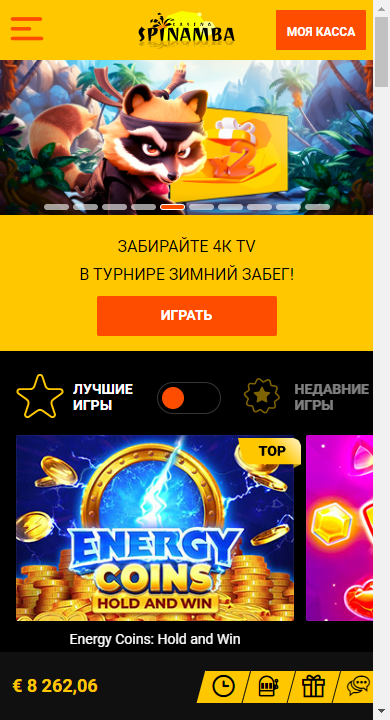 CASINO
SPINAMBA
МОЯ КАССА
x2
ЗАБИРАЙТЕ 4K TV
В ТУРНИРЕ ЗИМНИЙ ЗАБЕГ!
ИГРАТЬ
ЛУЧШИЕ
ИГРЫ
НЕДАВНИЕ
ИГРЫ
TOP
ENERGY
COINS
HOLD AND WIN
Energy Coins: Hold and Win
€ 8 262,06